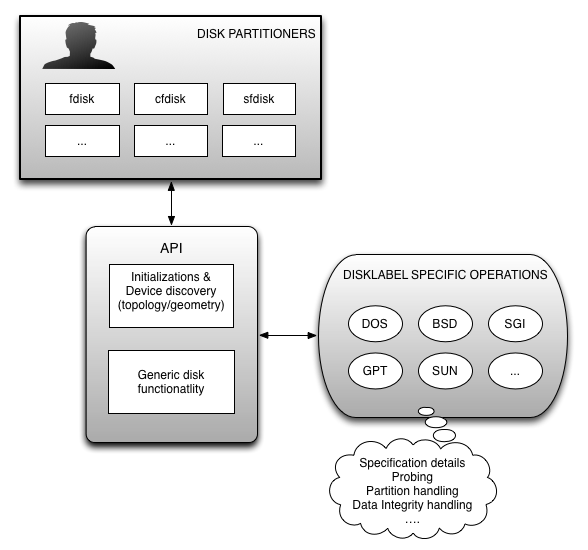 DISK PARTITIONERS
fdisk
cfdisk
sfdisk
...
...
...
API
Initializations &
Device discovery
(topology/geometry)
Generic disk
functionatlity
DISKLABEL SPECIFIC OPERATIONS
DOS
BSD
SGI
GPT
SUN
...
Specification details
Probing
Partition handling
Data Integrity handling
....